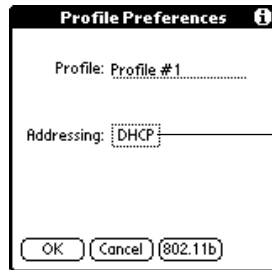 Profile Preferences i
Profile: Profile #1
Addressing: DHCP
OK Cancel 802.11b